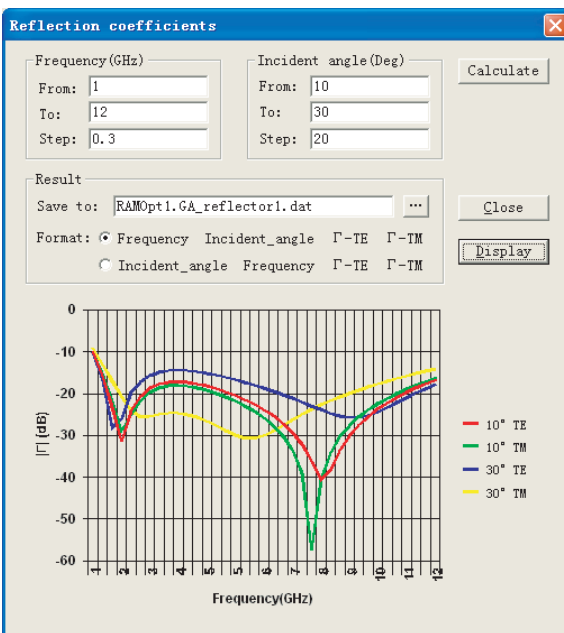 Reflection coefficients
Frequency(GHz)
From: 1
To: 12
Step: 0.3
Incident angle(Deg)
From: 10
To: 30
Step: 20
Calculate
Result
Save to: RAMOpt1.GA_reflector1.dat ...
Format: Frequency Incident_angle Γ-TE Γ-TM
Incident_angle Frequency Γ-TE Γ-TM
Close
Display
0
-10
-20
-30
-40
-50
-60
|Γ| (dB)
1 2 3 4 5 6 7 8 9 10 11 12
Frequency(GHz)
10° TE
10° TM
30° TE
30° TM